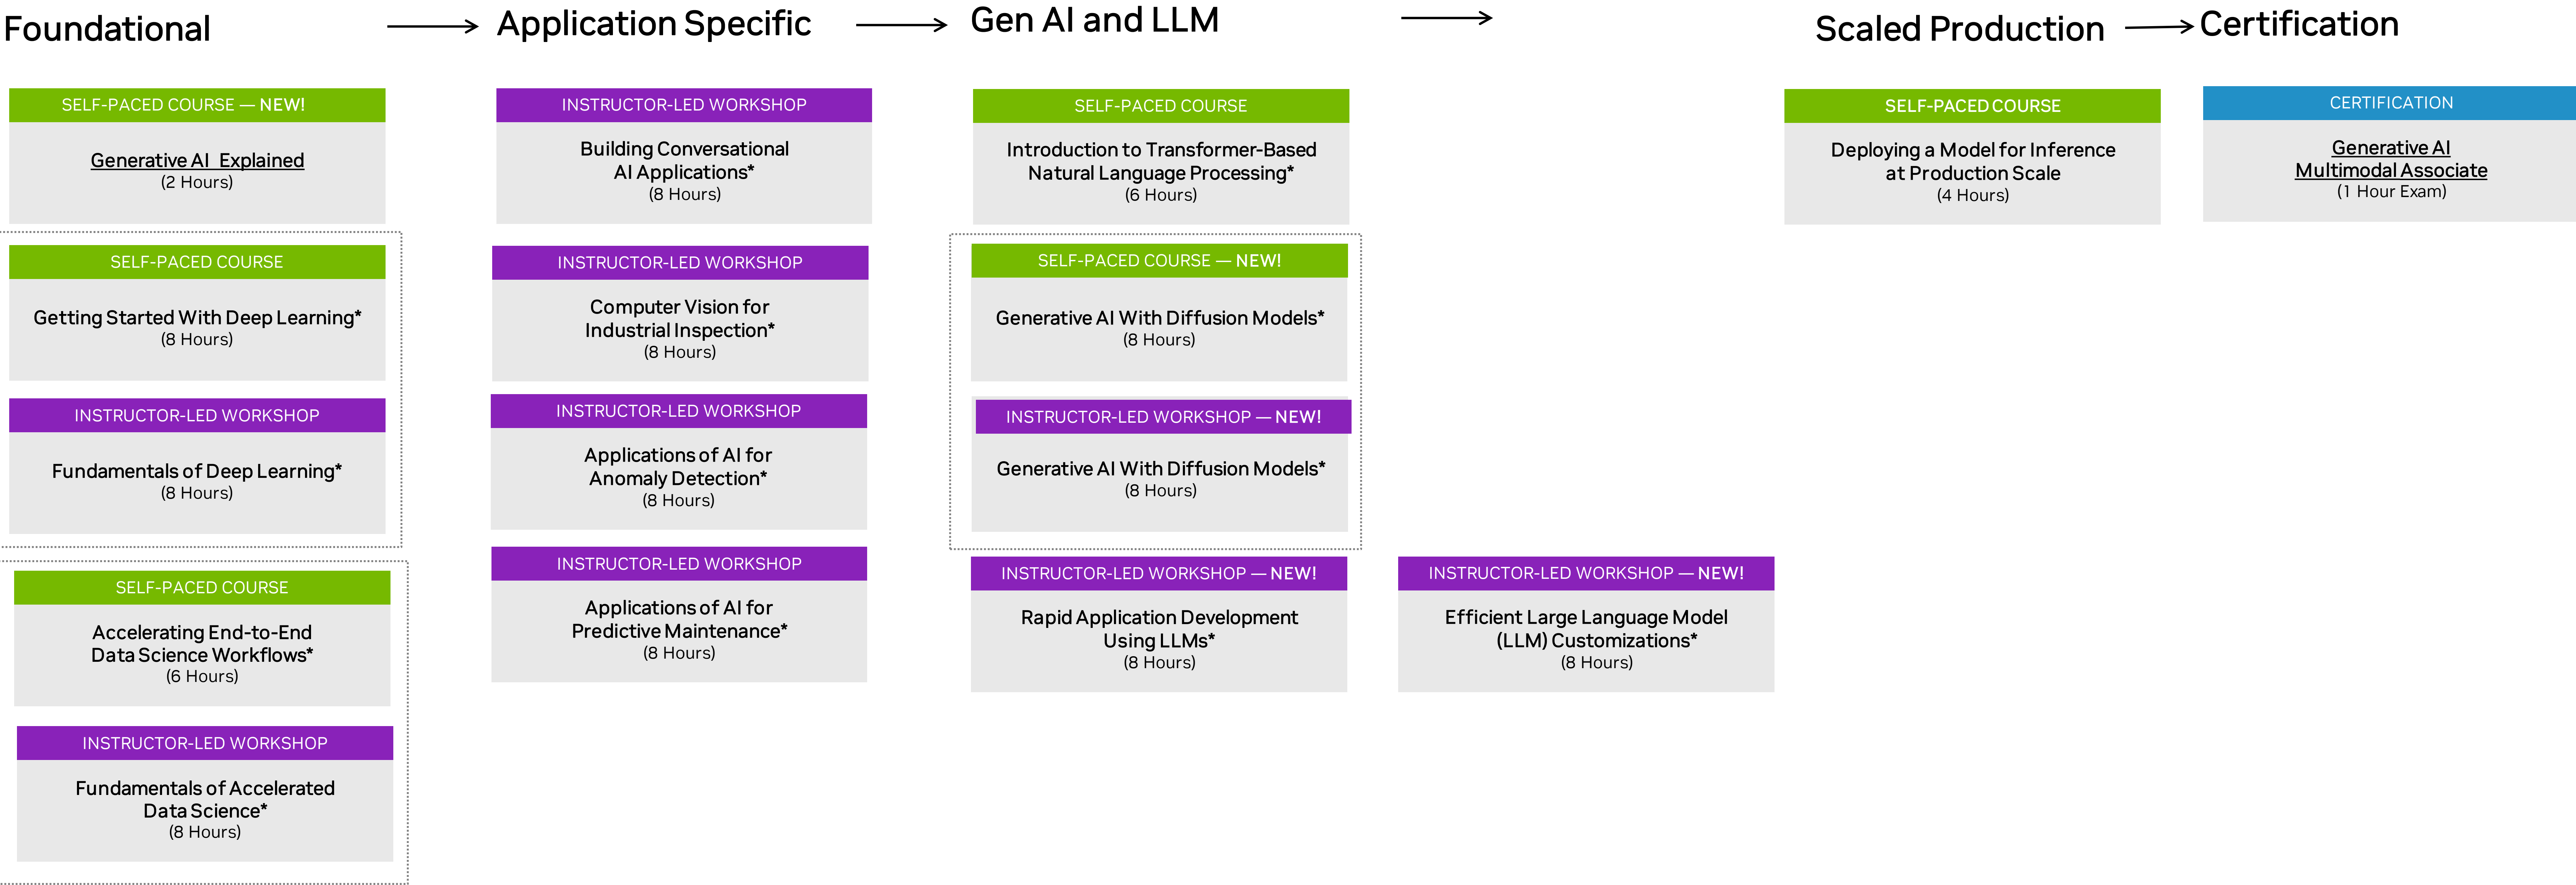 Foundational
Application Specific
Gen AI and LLM
Scaled Production
Certification
SELF-PACED COURSE — NEW!
Generative AI Explained
(2 Hours)
SELF-PACED COURSE
Getting Started With Deep Learning*
(8 Hours)
INSTRUCTOR-LED WORKSHOP
Fundamentals of Deep Learning*
(8 Hours)
SELF-PACED COURSE
Accelerating End-to-End
Data Science Workflows*
(6 Hours)
INSTRUCTOR-LED WORKSHOP
Fundamentals of Accelerated
Data Science*
(8 Hours)
INSTRUCTOR-LED WORKSHOP
Building Conversational
AI Applications*
(8 Hours)
INSTRUCTOR-LED WORKSHOP
Computer Vision for
Industrial Inspection*
(8 Hours)
INSTRUCTOR-LED WORKSHOP
Applications of AI for
Anomaly Detection*
(8 Hours)
INSTRUCTOR-LED WORKSHOP
Applications of AI for
Predictive Maintenance*
(8 Hours)
SELF-PACED COURSE
Introduction to Transformer-Based
Natural Language Processing*
(6 Hours)
SELF-PACED COURSE — NEW!
Generative AI With Diffusion Models*
(8 Hours)
INSTRUCTOR-LED WORKSHOP — NEW!
Generative AI With Diffusion Models*
(8 Hours)
INSTRUCTOR-LED WORKSHOP — NEW!
Rapid Application Development
Using LLMs*
(8 Hours)
INSTRUCTOR-LED WORKSHOP — NEW!
Efficient Large Language Model
(LLM) Customizations*
(8 Hours)
SELF-PACED COURSE
Deploying a Model for Inference
at Production Scale
(4 Hours)
CERTIFICATION
Generative AI
Multimodal Associate
(1 Hour Exam)